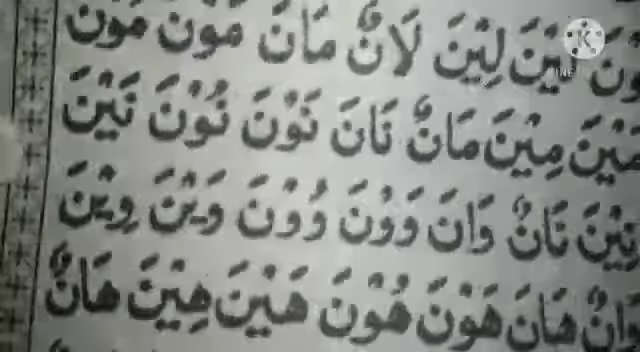 لَيْنَ لِيْنَ لَانٌ مَانَ مَوْنَ مُوْنَ
مَيْنَ مِيْنَ مَانٌ نَانَ نَوْنَ نُوْنَ نَيْنَ
نِيْنَ نَانٌ وَانَ وَوْنَ وُوْنَ وَيْنَ وِيْنَ
وَانٌ هَانَ هَوْنَ هُوْنَ هَيْنَ هِيْنَ هَانٌ
K